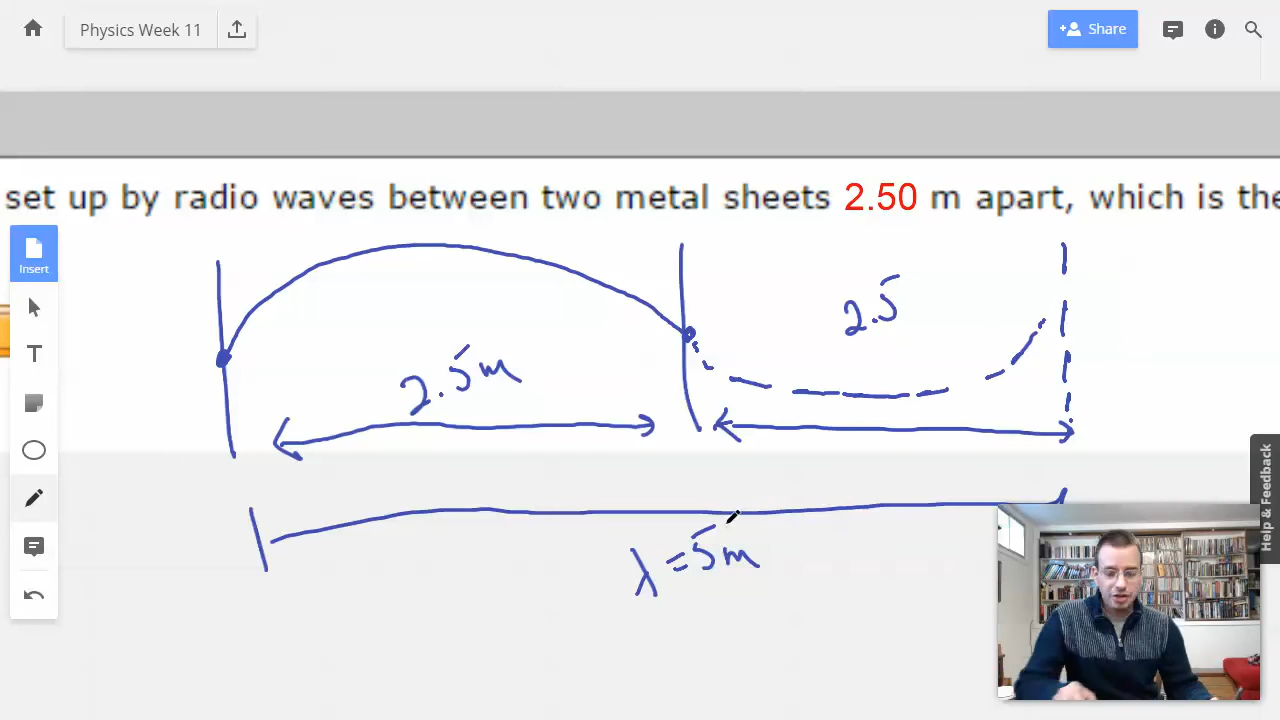 Physics Week 11
Share
set up by radio waves between two metal sheets 2.50 m apart, which is the
Insert
T
2.5m
2.5
λ=5m
Help & Feedback